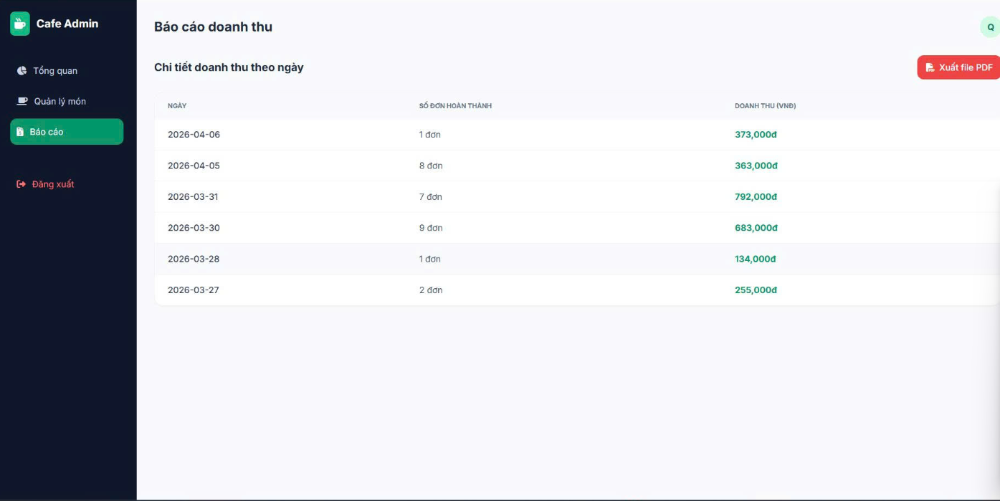 Cafe Admin
Tổng quan
Quản lý món
Báo cáo
Đăng xuất
Báo cáo doanh thu
Q
Chi tiết doanh thu theo ngày
Xuất file PDF
NGÀY SỐ ĐƠN HOÀN THÀNH DOANH THU (VNĐ)
2026-04-06 1 đơn 373,000đ
2026-04-05 8 đơn 363,000đ
2026-03-31 7 đơn 792,000đ
2026-03-30 9 đơn 683,000đ
2026-03-28 1 đơn 134,000đ
2026-03-27 2 đơn 255,000đ